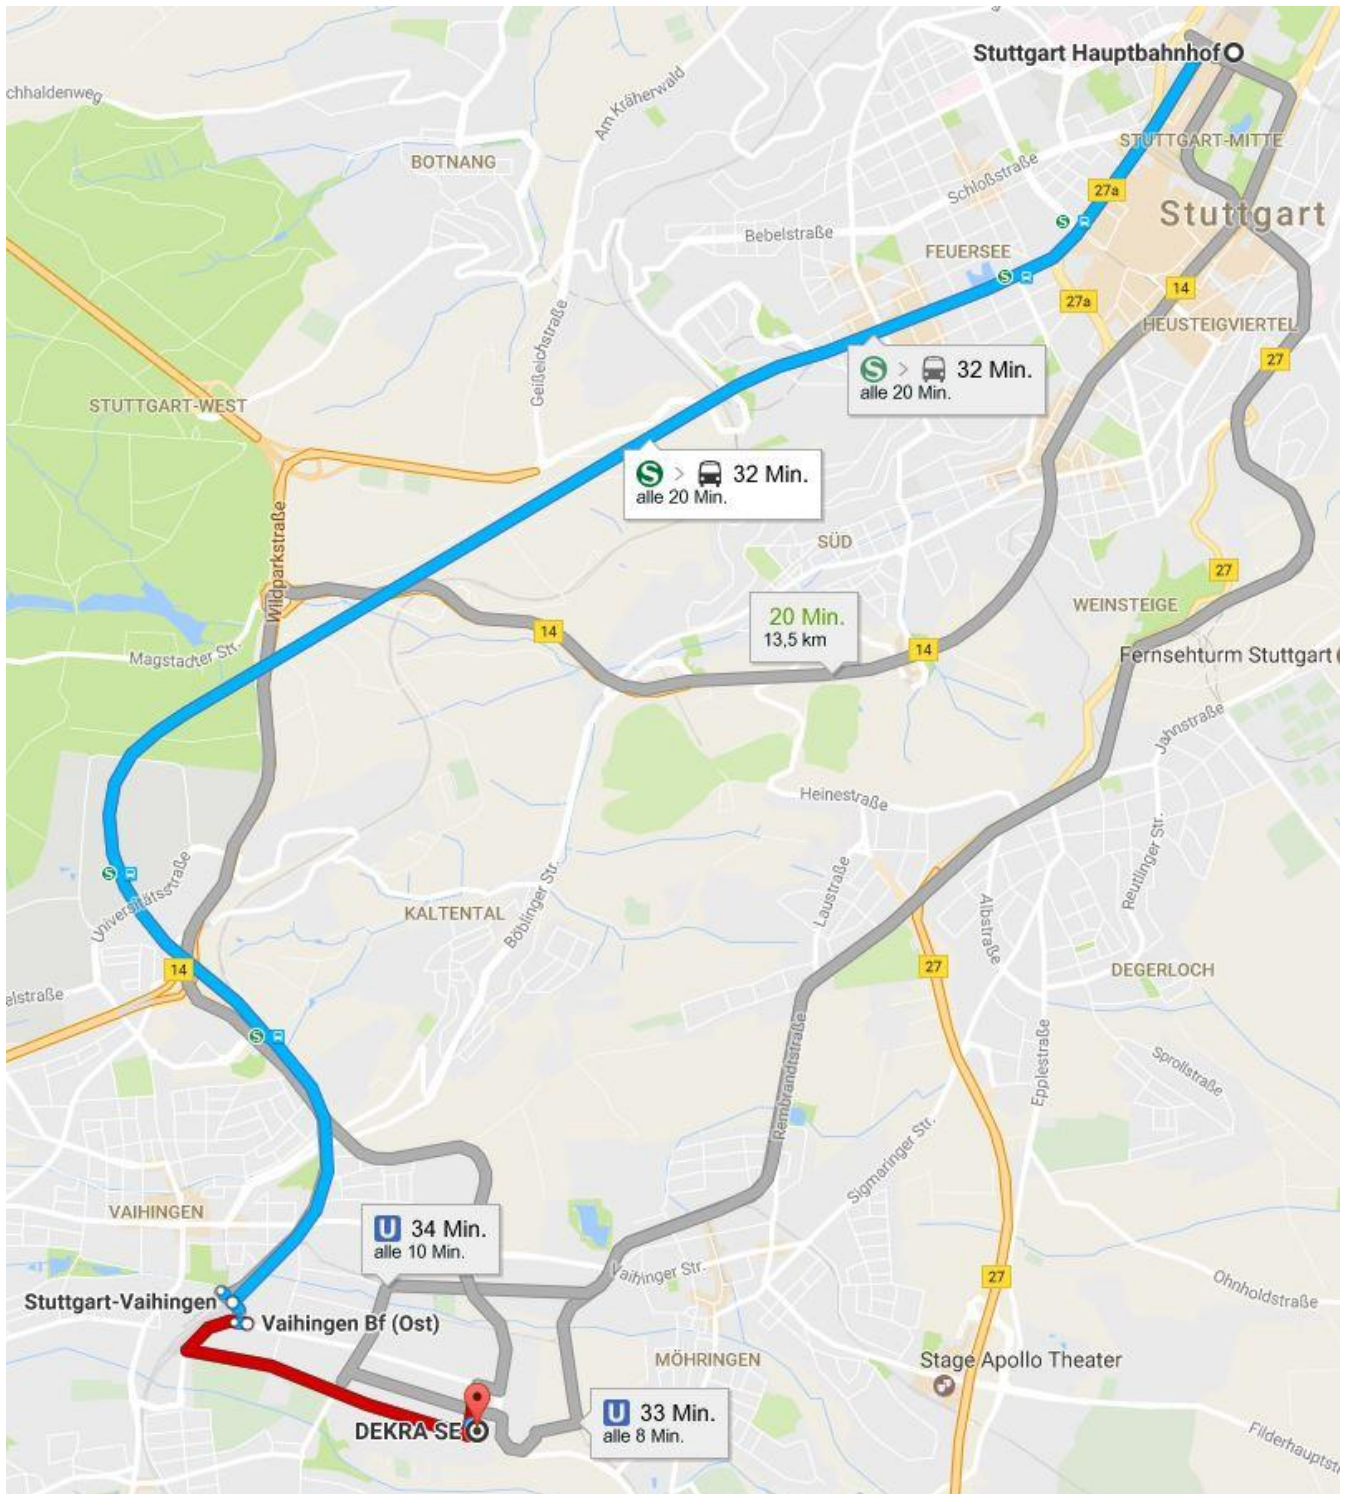 Stuttgart Hauptbahnhof
chhaldenweg
Am Kräherwald
BOTNANG
STUTTGART-MITTE
Schloßstraße
27a
Stuttgart
Bebelstraße
FEUERSEE
S
S
14
27a
HEUSTEIGVIERTEL
27
Geißeichstraße
S > 32 Min.
alle 20 Min.
STUTTGART-WEST
S > 32 Min.
alle 20 Min.
Wildparkstraße
SÜD
27
WEINSTEIGE
20 Min.
13,5 km
14
14
Magstadter Str.
Fernsehturm Stuttgart
Jahnstraße
Heinestraße
Reutlinger Str.
S
Universitätsstraße
KALTENTAL
Böblinger Str.
Laustraße
Albstraße
14
27
DEGERLOCH
elstraße
S
Rembrandtstraße
Epplestraße
Sprollstraße
Sigmaringer Str.
VAIHINGEN
U 34 Min.
alle 10 Min.
Vaihinger Str.
27
Ohnholdstraße
Stuttgart-Vaihingen
Vaihingen Bf (Ost)
MÖHRINGEN
Stage Apollo Theater
U 33 Min.
alle 8 Min.
DEKRA SE
Filderhauptstr